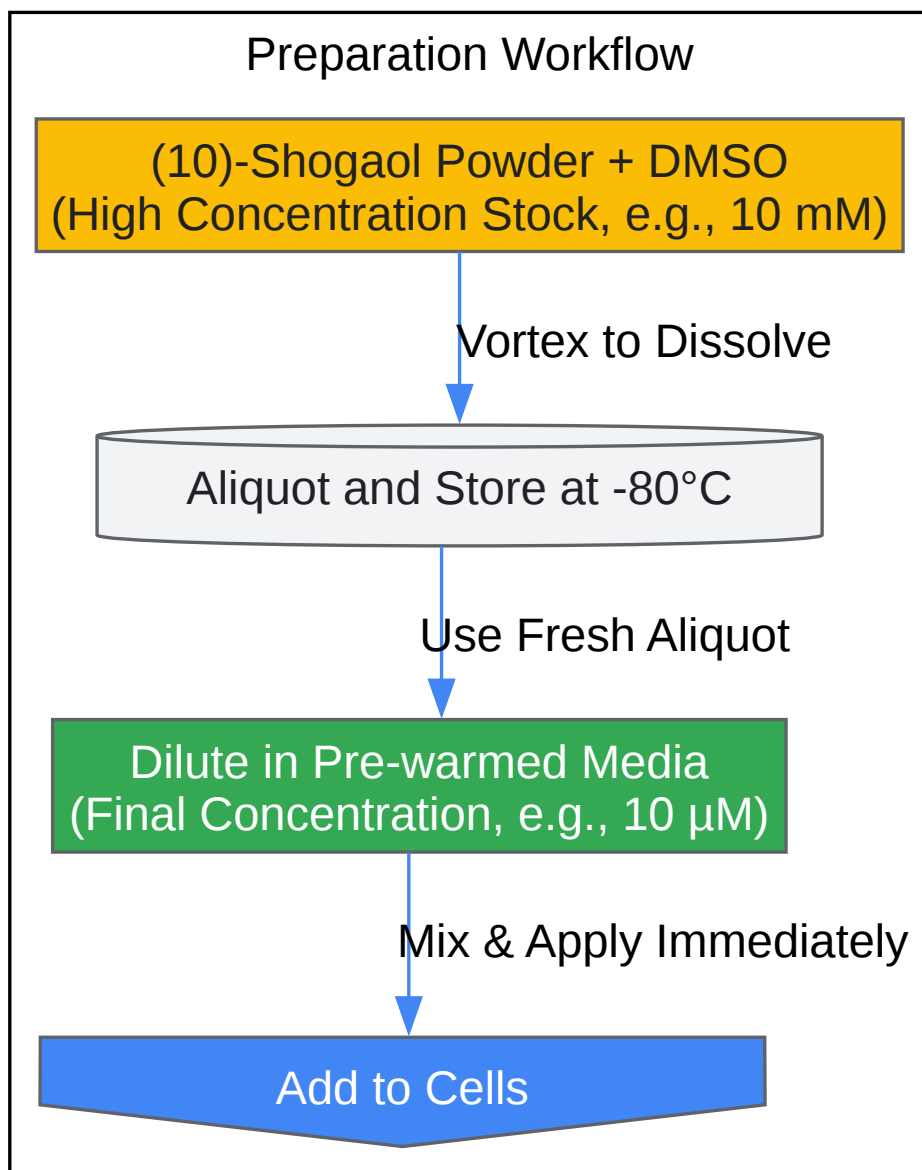 Preparation Workflow
(10)-Shogaol Powder + DMSO
(High Concentration Stock, e.g., 10 mM)
Vortex to Dissolve
Aliquot and Store at -80°C
Use Fresh Aliquot
Dilute in Pre-warmed Media
(Final Concentration, e.g., 10 µM)
Mix & Apply Immediately
Add to Cells